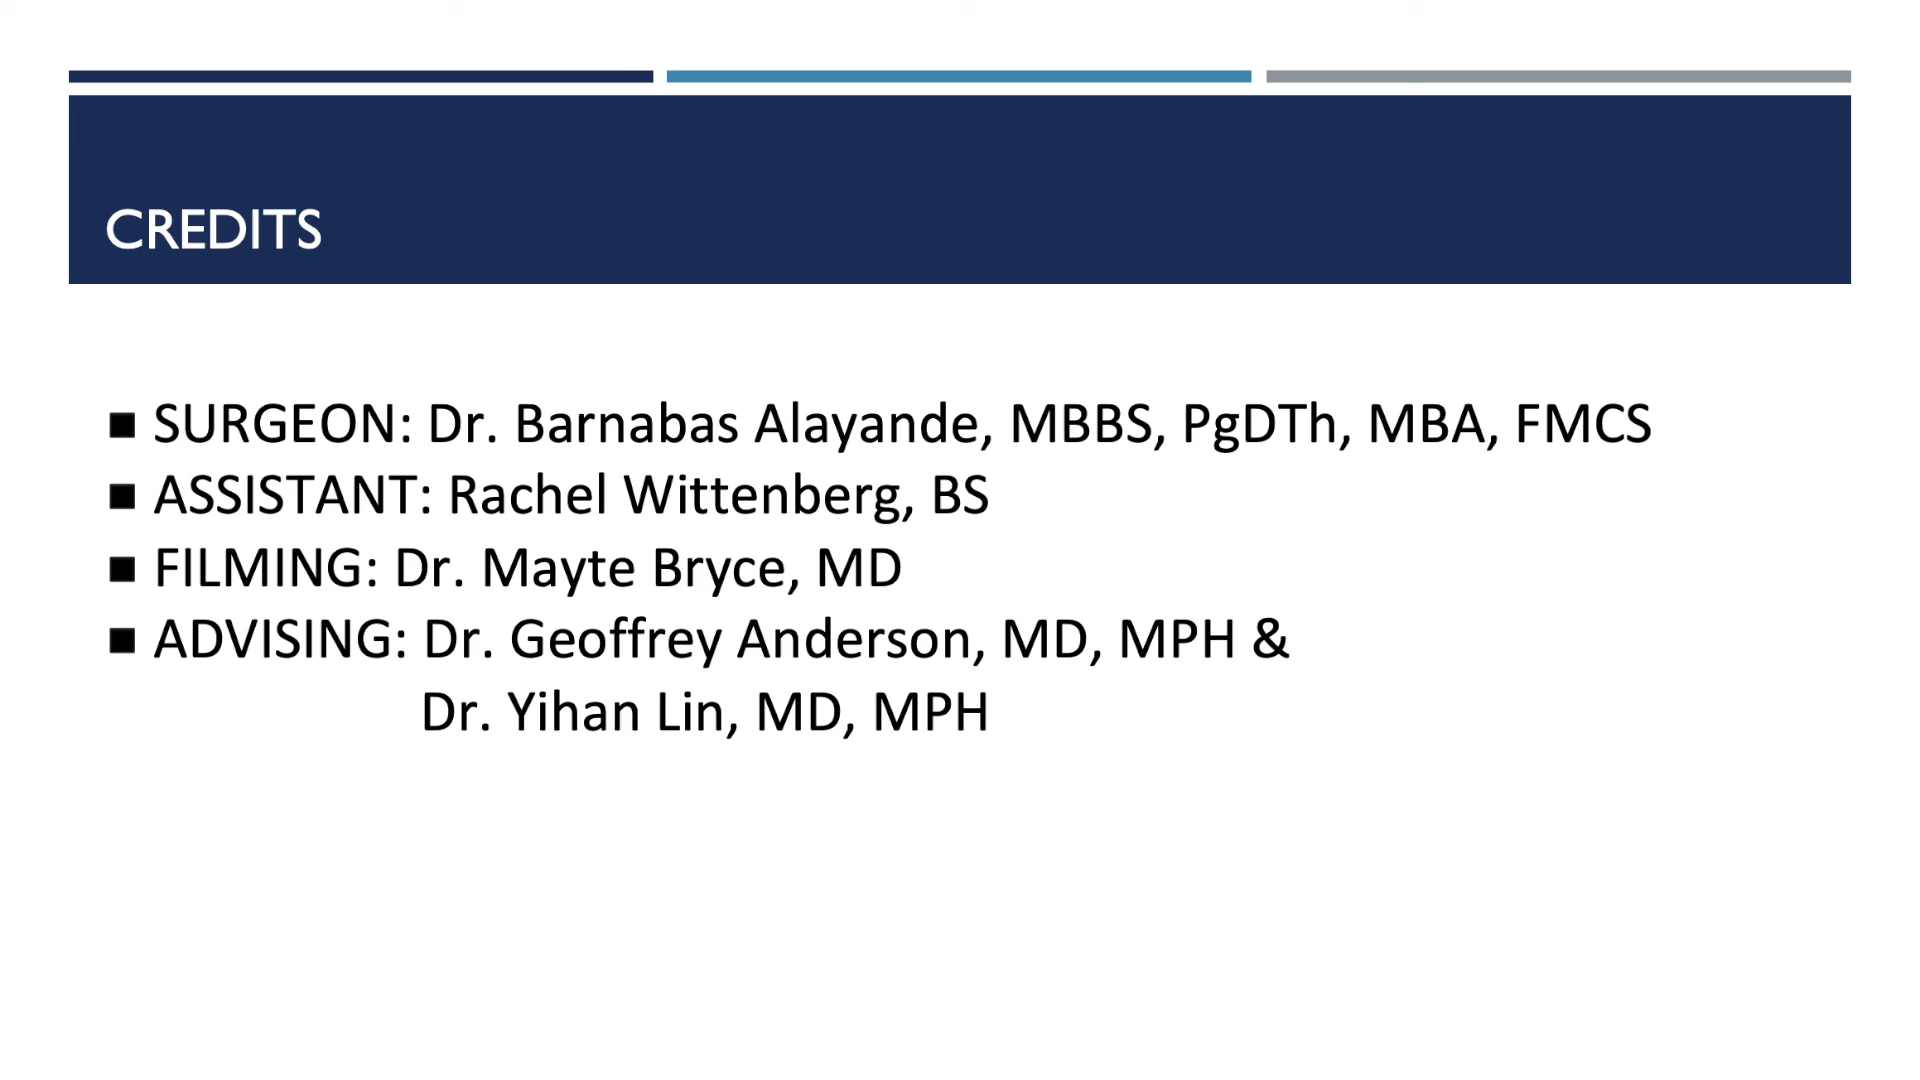 CREDITS
■ SURGEON: Dr. Barnabas Alayande, MBBS, PgDTh, MBA, FMCS
■ ASSISTANT: Rachel Wittenberg, BS
■ FILMING: Dr. Mayte Bryce, MD
■ ADVISING: Dr. Geoffrey Anderson, MD, MPH &
Dr. Yihan Lin, MD, MPH